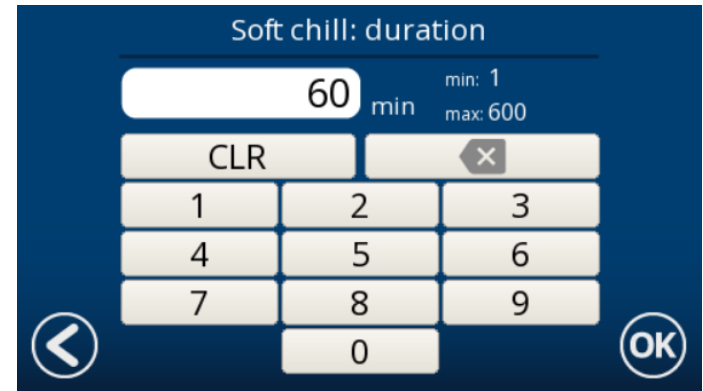 Soft chill: duration
60 min min: 1
max: 600
CLR
1 2 3
4 5 6
7 8 9
0
OK